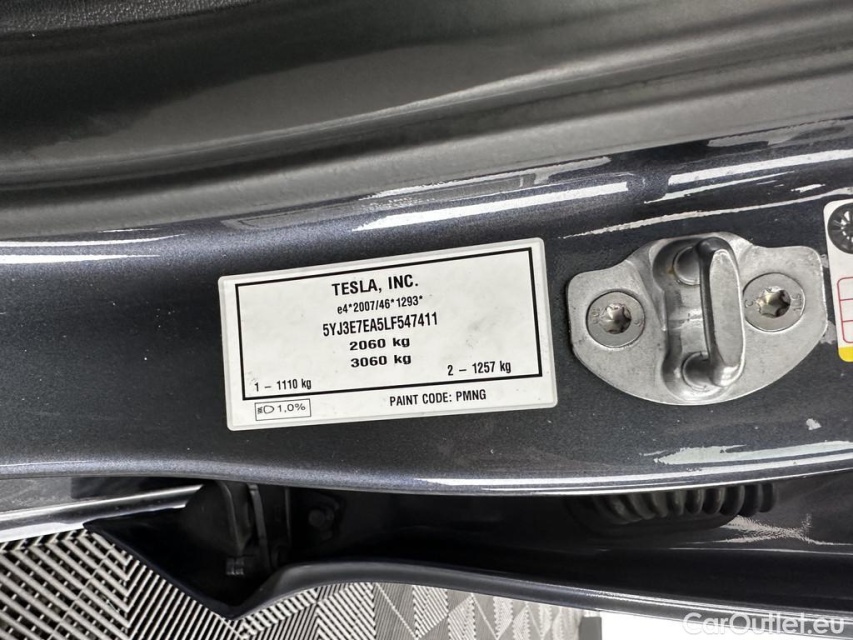 TESLA, INC.
e4*2007/46*1293*
5YJ3E7EA5LF547411
2060 kg
3060 kg
1 – 1110 kg
2 – 1257 kg
1,0%
PAINT CODE: PMNG
CarOutlet.eu